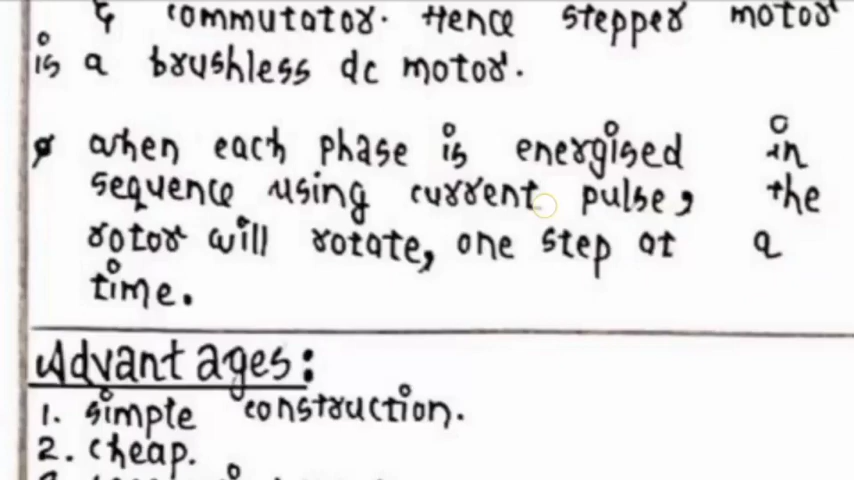 & commutator. Hence stepper motor
is a brushless dc motor.
when each phase is energised in
sequence using current pulse, the
rotor will rotate, one step at a
time.
Advantages:
1. simple construction.
2. cheap.